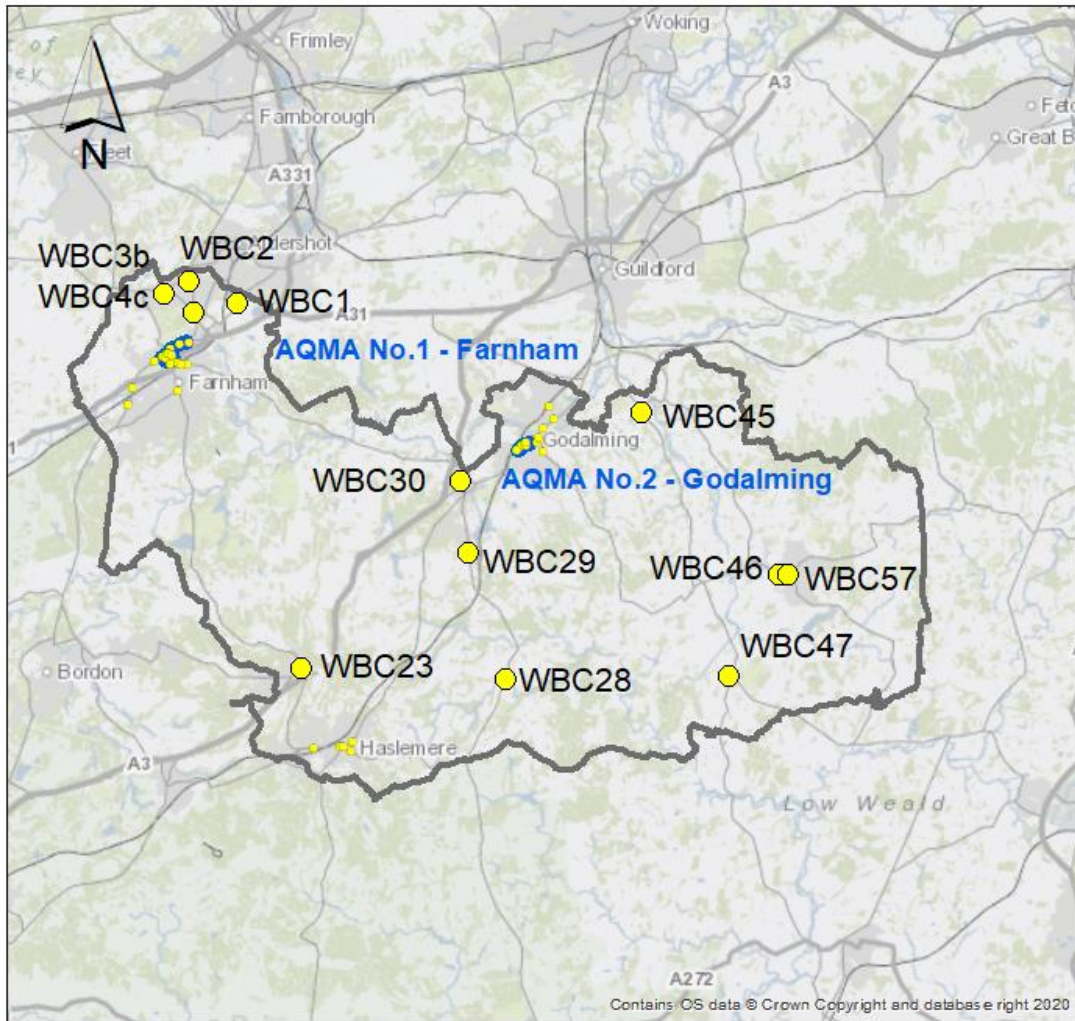 Woking
Frimley
A3
Farnborough
Great B
N
A331
WBC3b
WBC2
WBC4c
WBC1
Guildford
A31
AQMA No.1 - Farnham
Farnham
WBC45
Godalming
WBC30
AQMA No.2 - Godalming
WBC29
WBC46
WBC57
WBC23
WBC47
Bordon
WBC28
Haslemere
A3
Low Weald
A272
Contains OS data © Crown Copyright and database right 2020